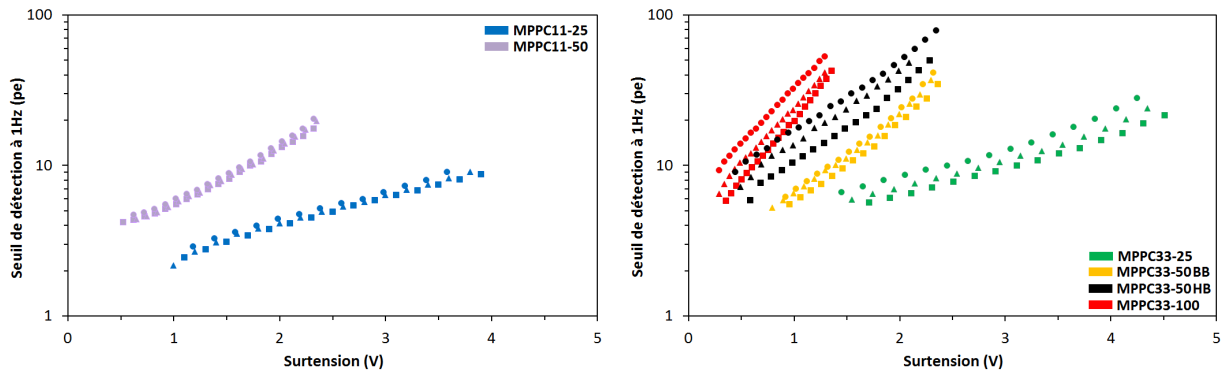 Seuil de détection à 1Hz (pe)
100
10
1
0
1
2
3
4
5
Surtension (V)
MPPC11-25
MPPC11-50
Seuil de détection à 1Hz (pe)
100
10
1
0
1
2
3
4
5
Surtension (V)
MPPC33-25
MPPC33-50BB
MPPC33-50HB
MPPC33-100